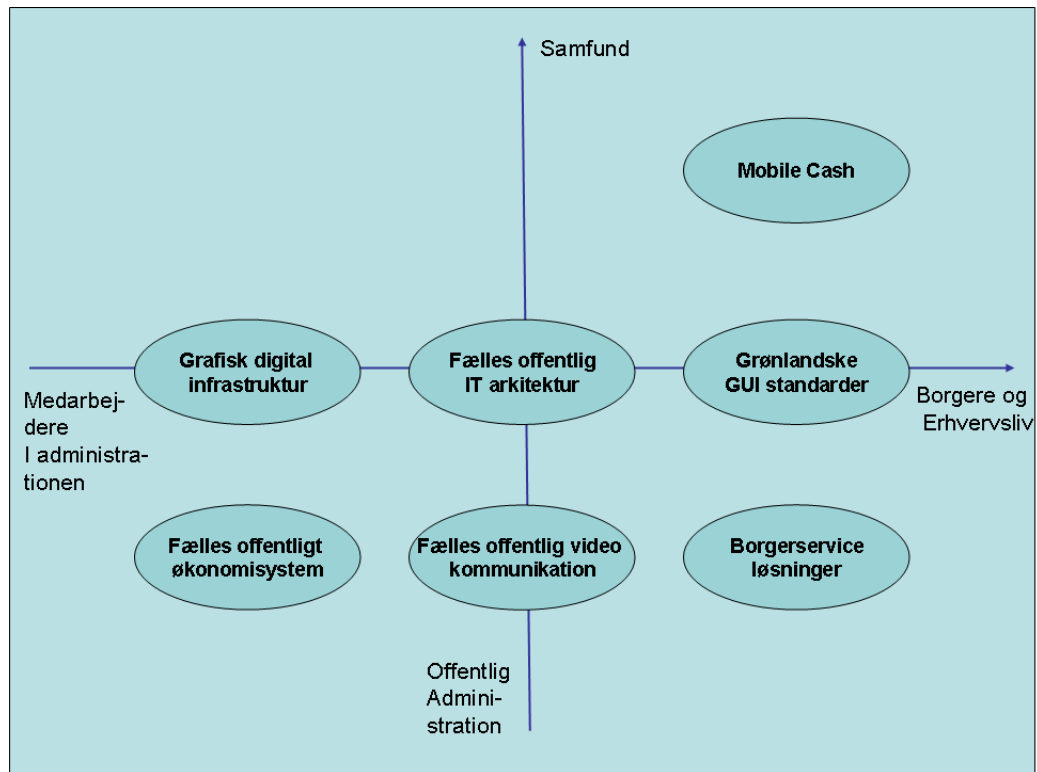 Samfund
Mobile Cash
Grafisk digital
infrastruktur
Fælles offentlig
IT arkitektur
Grønlandske
GUI standarder
Medarbej-
dere
I administra-
tionen
Borgere og
Erhvervsliv
Fælles offentligt
økonomisystem
Fælles offentlig video
kommunikation
Borgerservice
løsninger
Offentlig
Admini-
stration